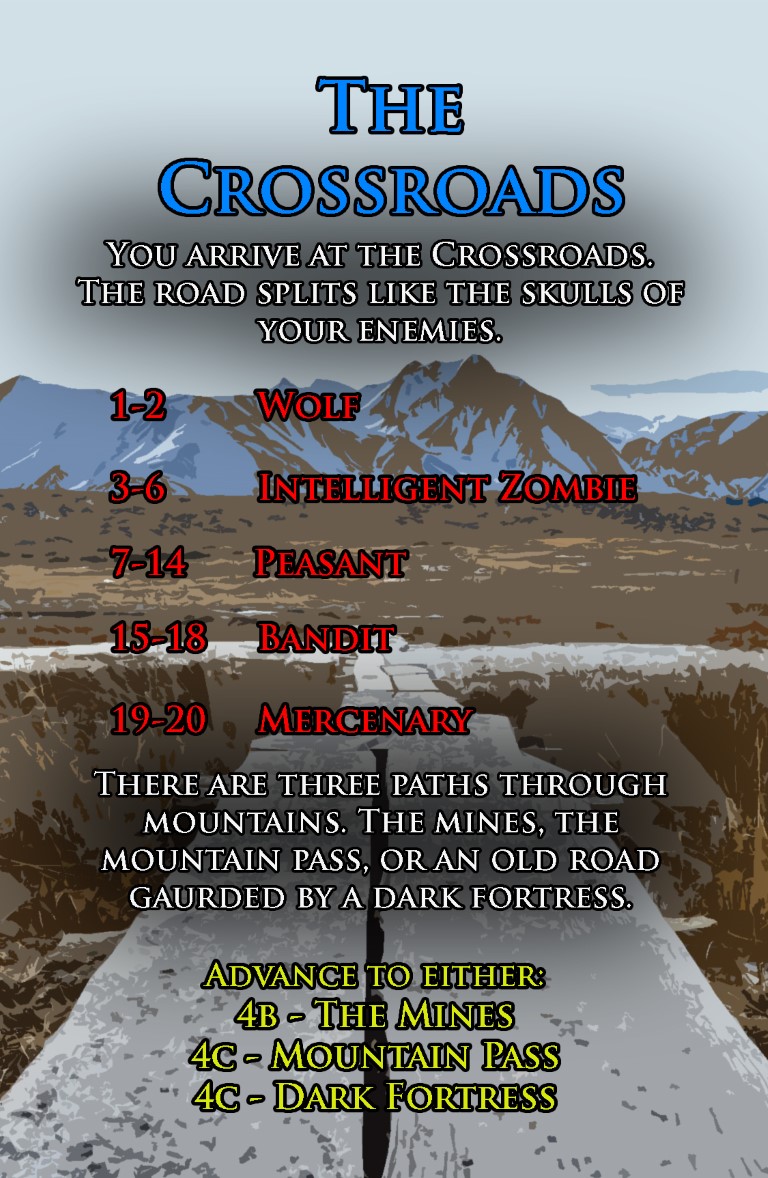 The
Crossroads
You arrive at the Crossroads.
The road splits like the skulls of
your enemies.
1-2 Wolf
3-6 Intelligent Zombie
7-14 Peasant
15-18 Bandit
19-20 Mercenary
There are three paths through
mountains. The mines, the
mountain pass, or an old road
gaurded by a dark fortress.
Advance to either:
4B - The Mines
4C - Mountain Pass
4C - Dark Fortress